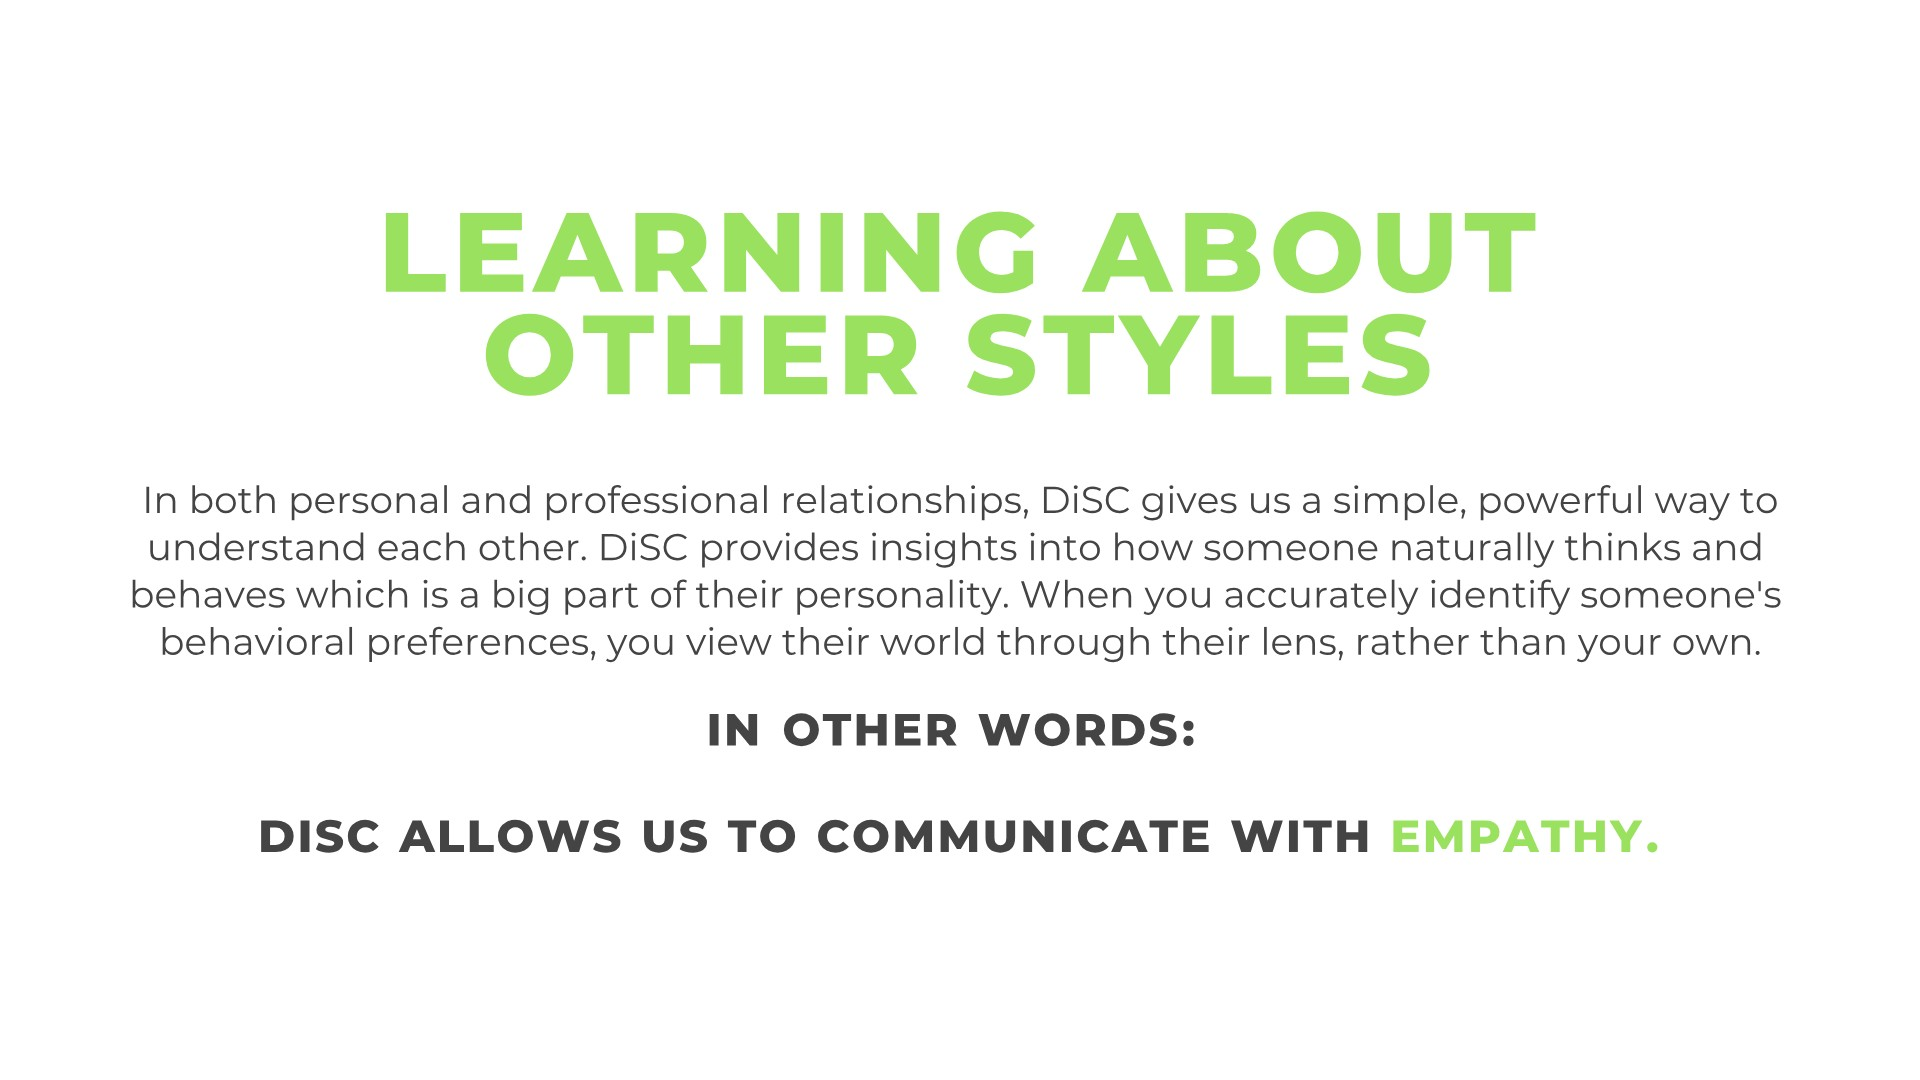 LEARNING ABOUT
OTHER STYLES
In both personal and professional relationships, DiSC gives us a simple, powerful way to
understand each other. DiSC provides insights into how someone naturally thinks and
behaves which is a big part of their personality. When you accurately identify someone's
behavioral preferences, you view their world through their lens, rather than your own.
IN OTHER WORDS:
DISC ALLOWS US TO COMMUNICATE WITH EMPATHY.